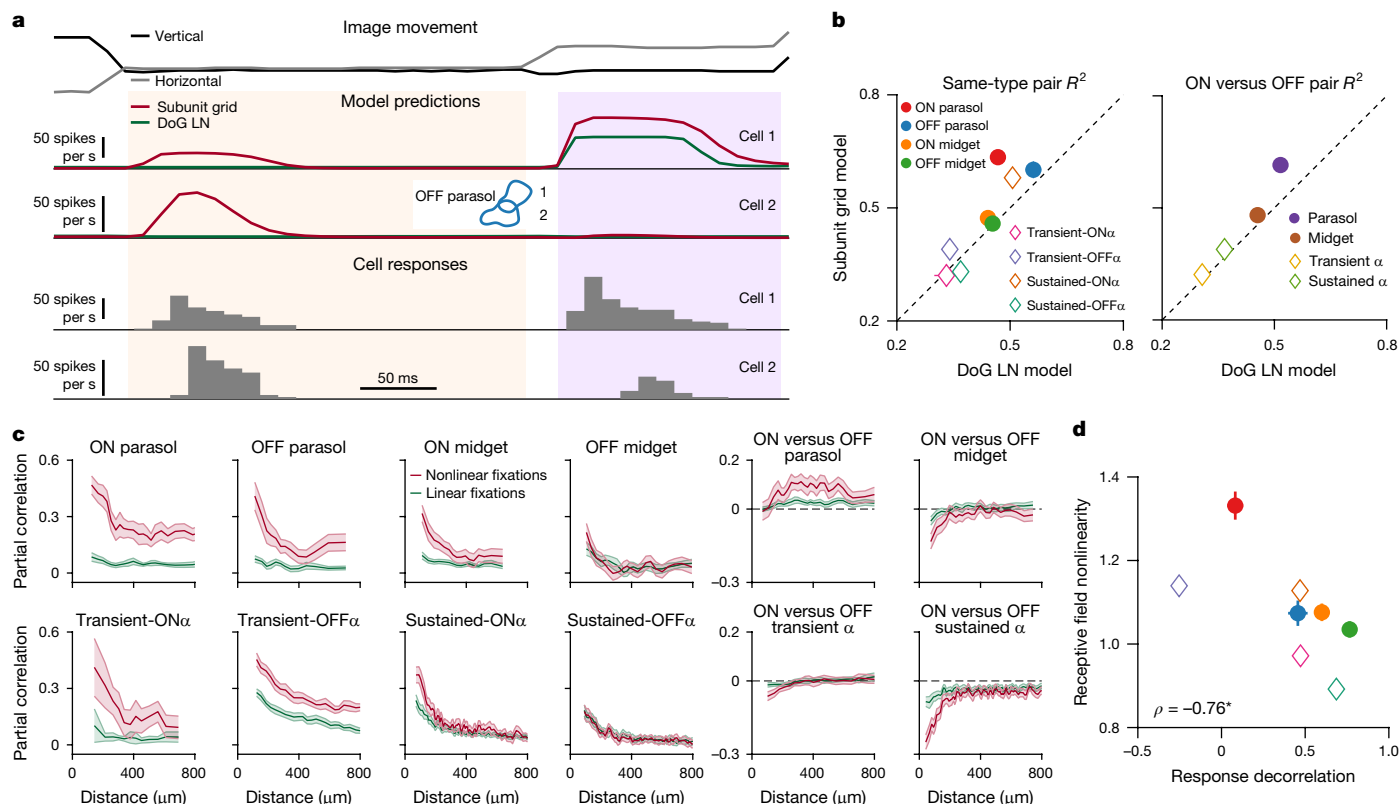 a
Image movement
Vertical
Horizontal
Subunit grid
DoG LN
Model predictions
50 spikes
per s
Cell 1
50 spikes
per s
OFF parasol
1
2
Cell 2
Cell responses
50 spikes
per s
Cell 1
50 spikes
per s
50 ms
Cell 2
b
Same-type pair R²
0.8
0.5
0.2
Subunit grid model
ON parasol
OFF parasol
ON midget
OFF midget
Transient-ONα
Transient-OFFα
Sustained-ONα
Sustained-OFFα
0.2
0.5
0.8
DoG LN model
ON versus OFF pair R²
Parasol
Midget
Transient α
Sustained α
0.2
0.5
0.8
DoG LN model
c
ON parasol
0.6
0.3
0
Partial correlation
OFF parasol
ON midget
Nonlinear fixations
Linear fixations
OFF midget
ON versus OFF
parasol
0.2
0
−0.3
ON versus OFF
midget
Transient-ONα
0.6
0.3
0
Partial correlation
0
400
800
Distance (μm)
Transient-OFFα
0
400
800
Distance (μm)
Sustained-ONα
0
400
800
Distance (μm)
Sustained-OFFα
0
400
800
Distance (μm)
ON versus OFF
transient α
0.2
0
−0.3
0
400
800
Distance (μm)
ON versus OFF
sustained α
0
400
800
Distance (μm)
d
1.4
1.2
1.0
0.8
Receptive field nonlinearity
ρ = −0.76*
−0.5
0
0.5
1.0
Response decorrelation